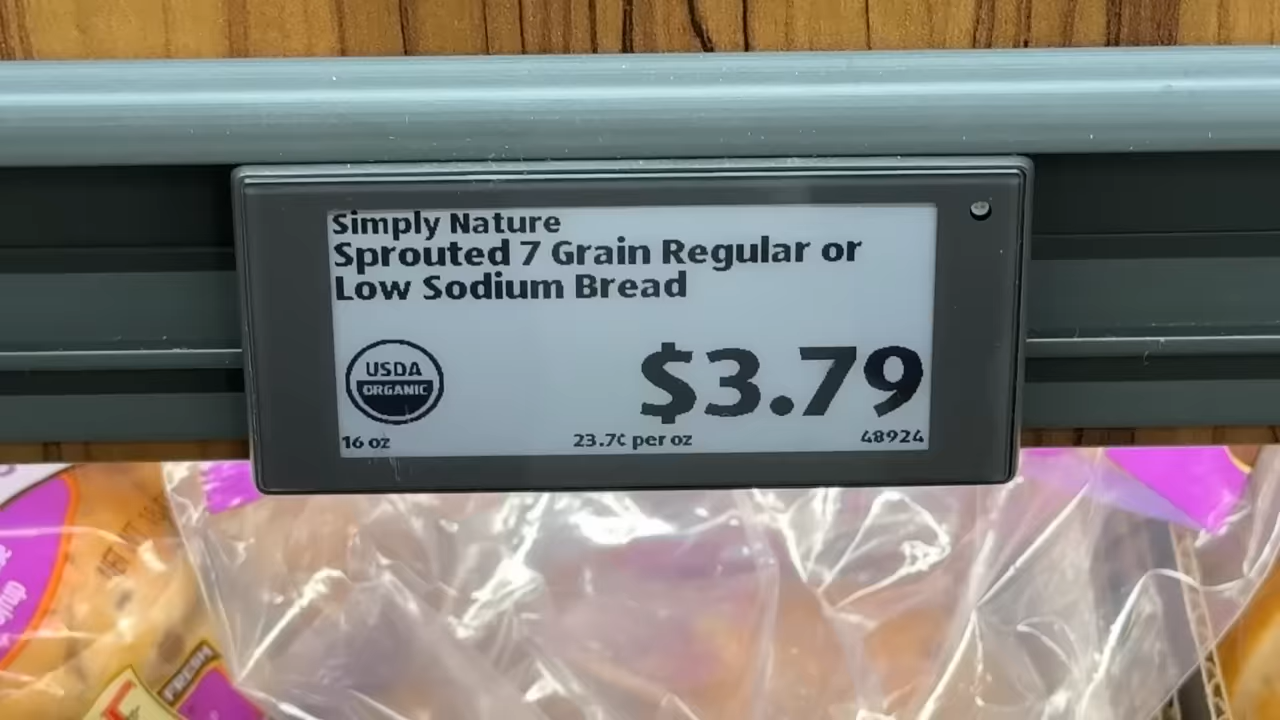 Simply Nature
Sprouted 7 Grain Regular or
Low Sodium Bread
USDA
ORGANIC
$3.79
16 oz
23.7¢ per oz
48924
FRESH